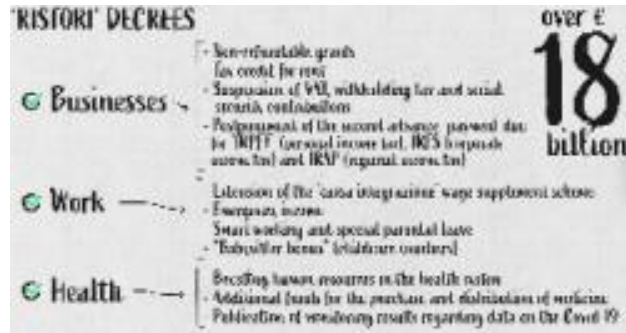 'RISTORI' DECREES
over €
18
billion
Businesses
- Non-refundable grants
Tax credit for rent
- Suspension of VAT, withholding tax and social
security contributions
- Postponement of the second advance payment due
for IRPEF (personal income tax), IRES (corporate
income tax) and IRAP (regional income tax)
Work
Extension of the 'cassa integrazione' wage supplement scheme
- Emergency income
Smart working and special parental leave
- "Babysitter bonus" (childcare vouchers)
Health
Boosting human resources in the health system
- Additional funds for the purchase and distribution of medicine
Publication of monitoring results regarding data on the Covid 19